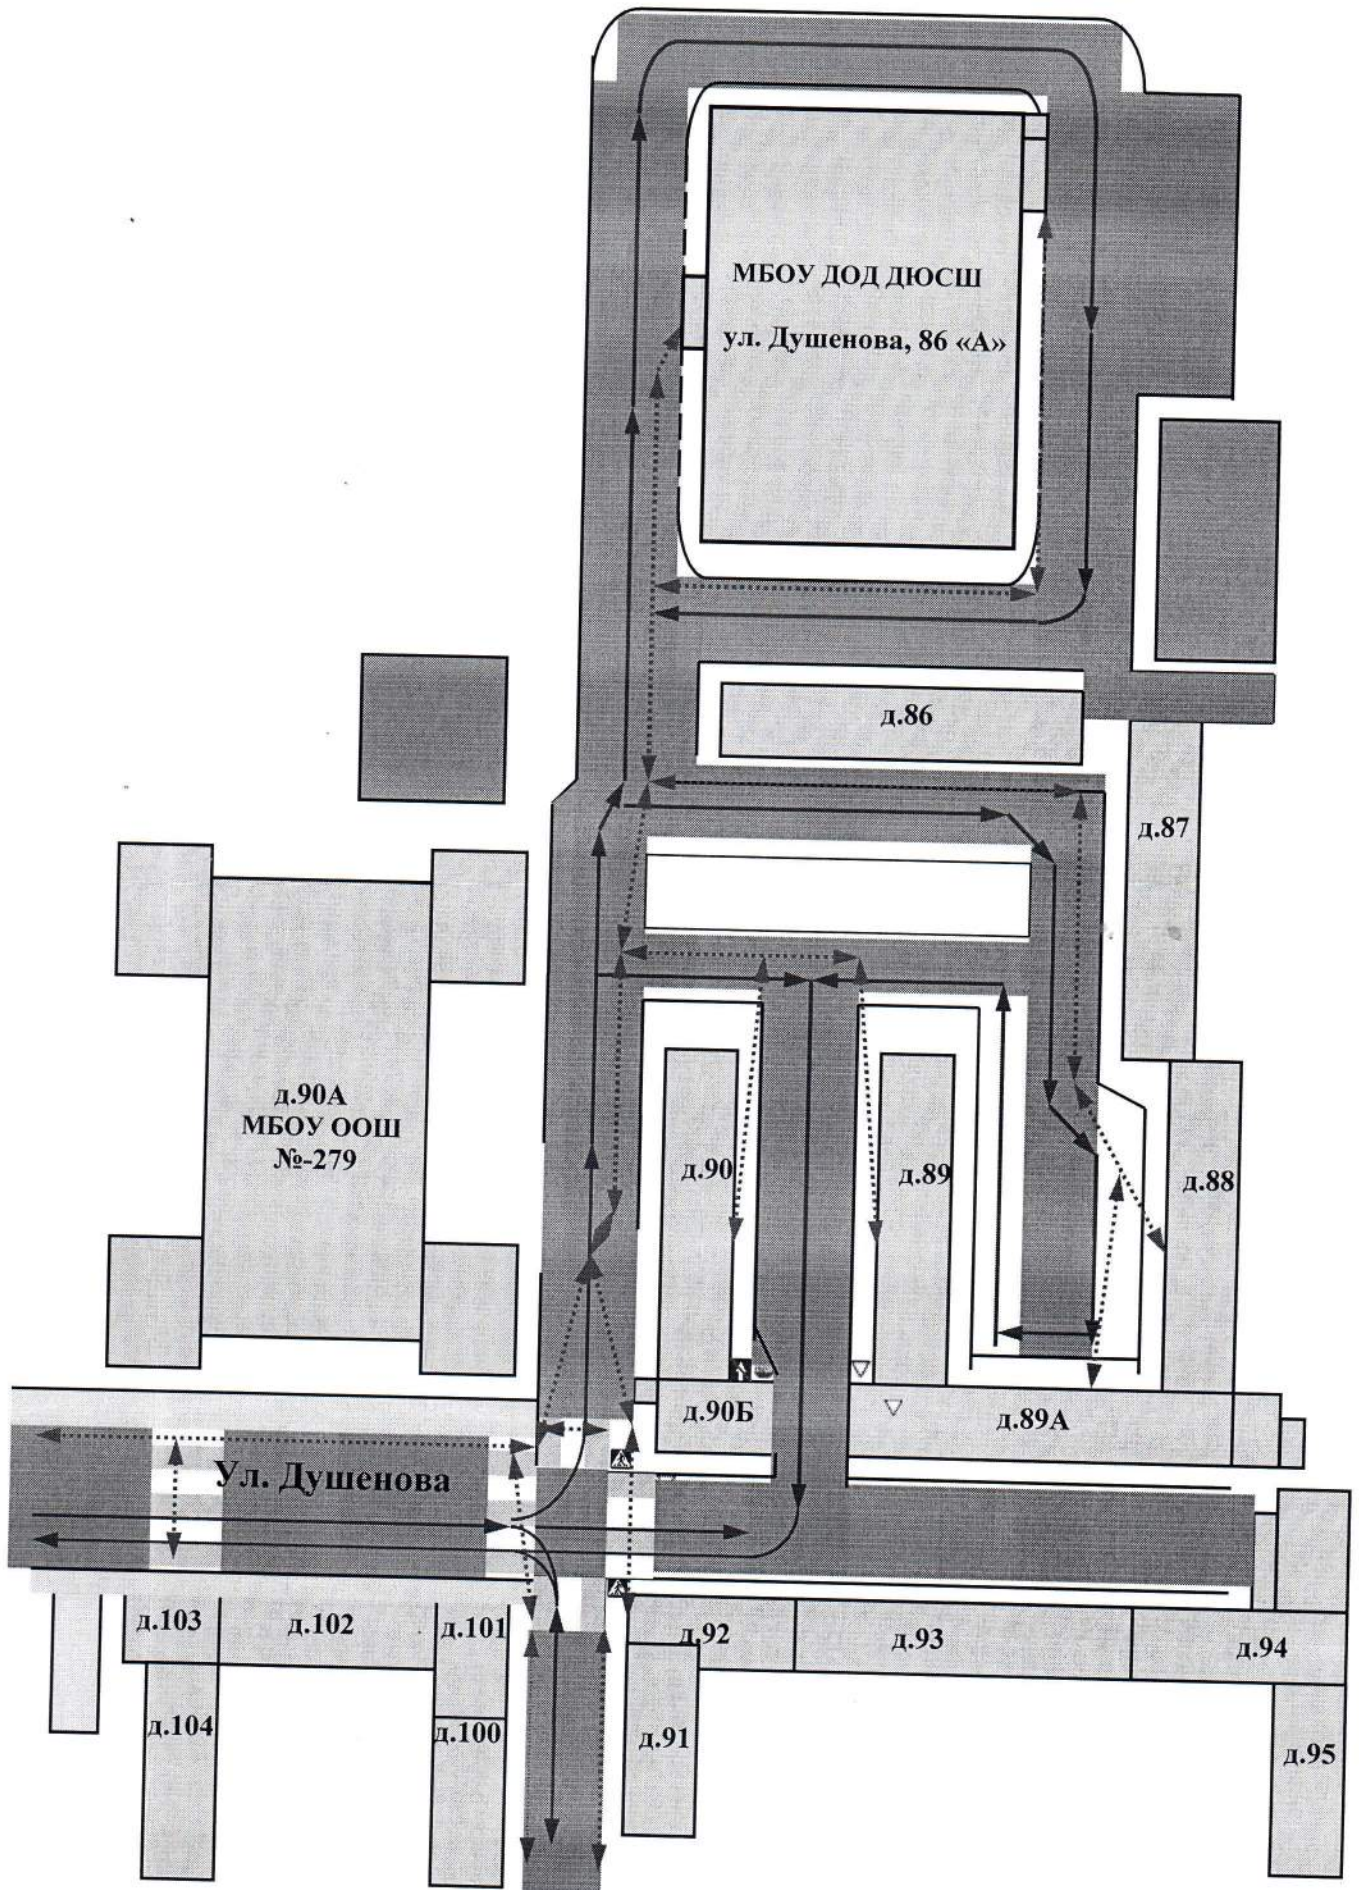 МБОУ ДОД ДЮСШ
ул. Душенова, 86 «А»
д.86
д.87
д.90А
МБОУ ООШ
№-279
д.90
д.89
д.88
д.90Б
д.89А
Ул. Душенова
д.103
д.102
д.101
д.92
д.93
д.94
д.104
д.100
д.91
д.95